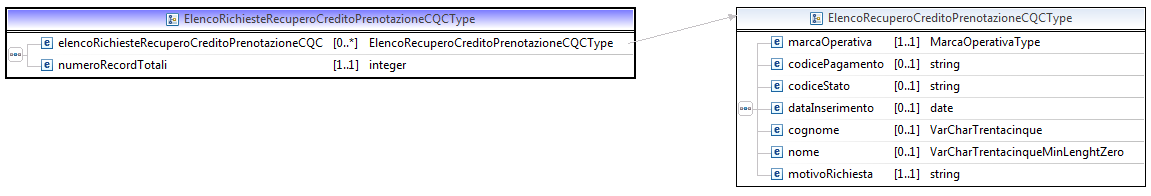 ElencoRichiesteRecuperoCreditoPrenotazioneCQCType
e elencoRichiesteRecuperoCreditoPrenotazioneCQC [0..*] ElencoRecuperoCreditoPrenotazioneCQCType
e numeroRecordTotali [1..1] integer
ElencoRecuperoCreditoPrenotazioneCQCType
e marcaOperativa [1..1] MarcaOperativaType
e codicePagamento [0..1] string
e codiceStato [0..1] string
e dataInserimento [0..1] date
e cognome [0..1] VarCharTrentacinque
e nome [0..1] VarCharTrentacinqueMinLenghtZero
e motivoRichiesta [1..1] string